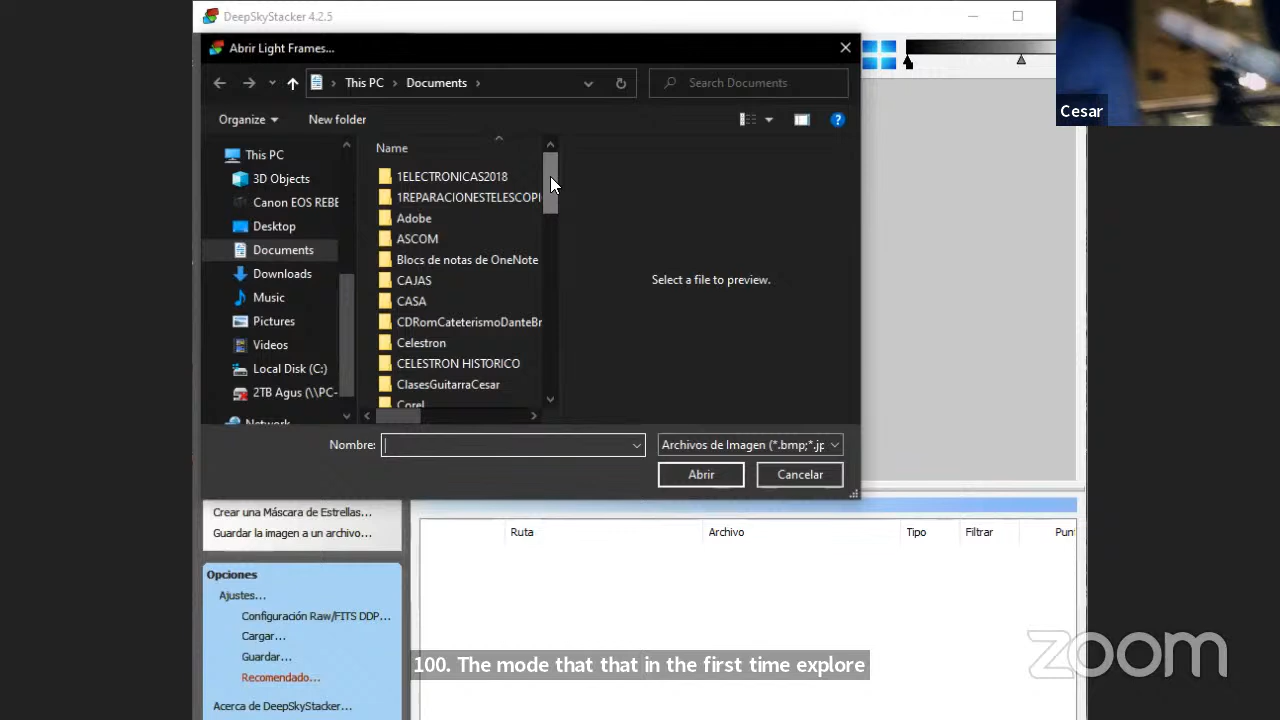 DeepSkyStacker 4.2.5
Abrir Light Frames...
This PC
Documents
Search Documents
Cesar
Organize
New folder
This PC
3D Objects
Canon EOS REBE
Desktop
Documents
Downloads
Music
Pictures
Videos
Local Disk (C:)
2TB Agus (\\PC-
Network
Name
1ELECTRONICAS2018
1REPARACIONESTELESCOPI
Adobe
ASCOM
Blocs de notas de OneNote
CAJAS
CASA
CDRomCateterismoDanteBr
Celestron
CELESTRON HISTORICO
ClasesGuitarraCesar
Corel
Select a file to preview.
Nombre:
Archivos de Imagen (*.bmp;*.jp
Abrir
Cancelar
Crear una Máscara de Estrellas...
Guardar la imagen a un archivo...
Opciones
Ajustes...
Configuración Raw/FITS DDP...
Cargar...
Guardar...
Recomendado...
Acerca de DeepSkyStacker...
Ruta
Archivo
Tipo
Filtrar
Pun
100. The mode that that in the first time explore
zoom